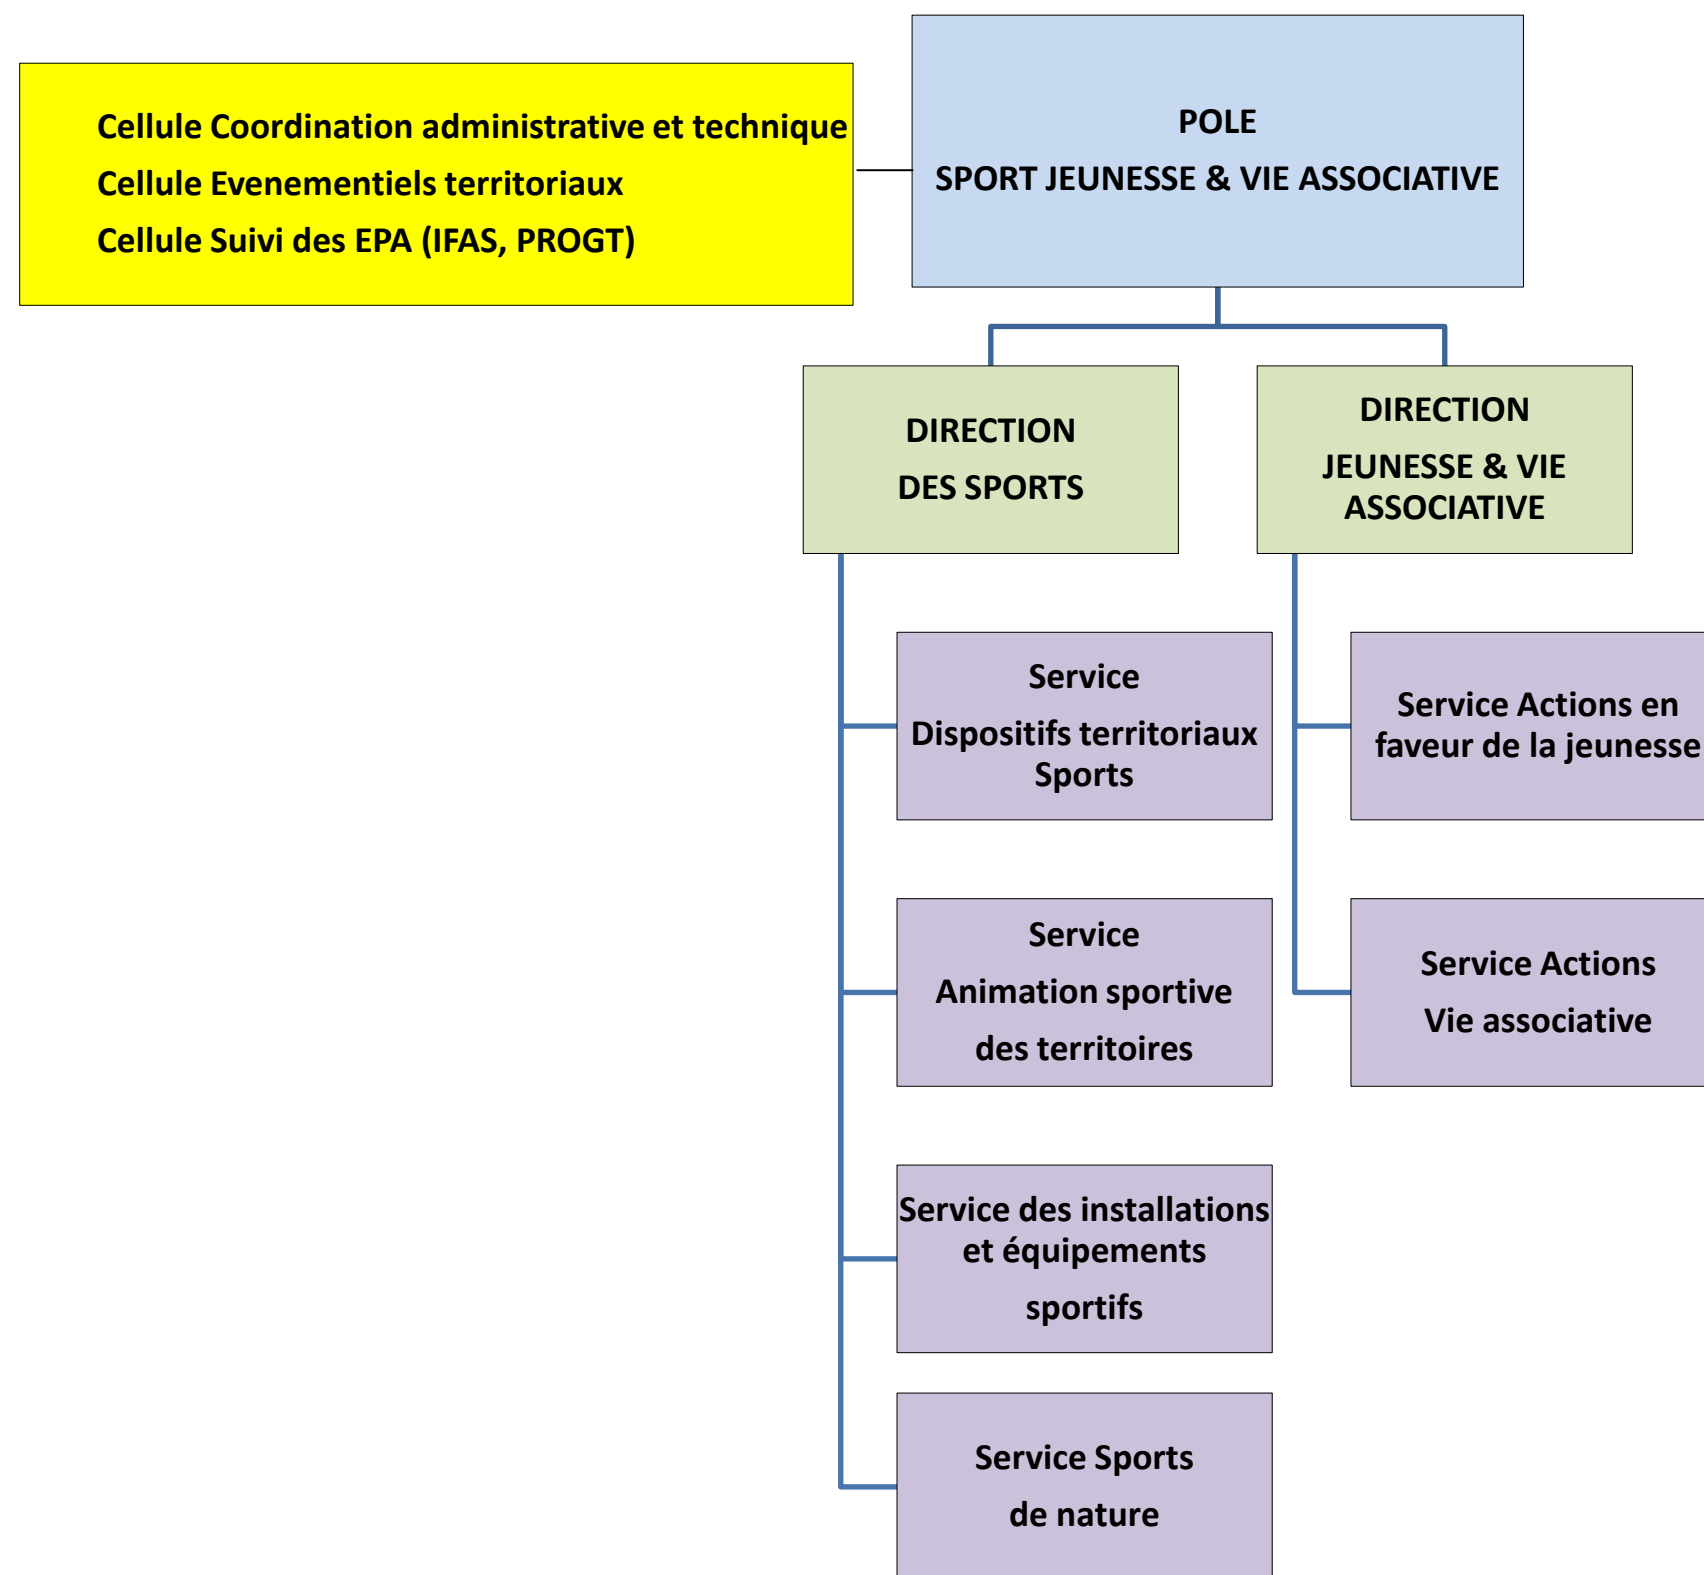 Cellule Coordination administrative et technique
Cellule Evenementiels territoriaux
Cellule Suivi des EPA (IFAS, PROGT)
POLE
SPORT JEUNESSE & VIE ASSOCIATIVE
DIRECTION
DES SPORTS
DIRECTION
JEUNESSE & VIE
ASSOCIATIVE
Service
Dispositifs territoriaux
Sports
Service Actions en
faveur de la jeunesse
Service
Animation sportive
des territoires
Service Actions
Vie associative
Service des installations
et équipements
sportifs
Service Sports
de nature